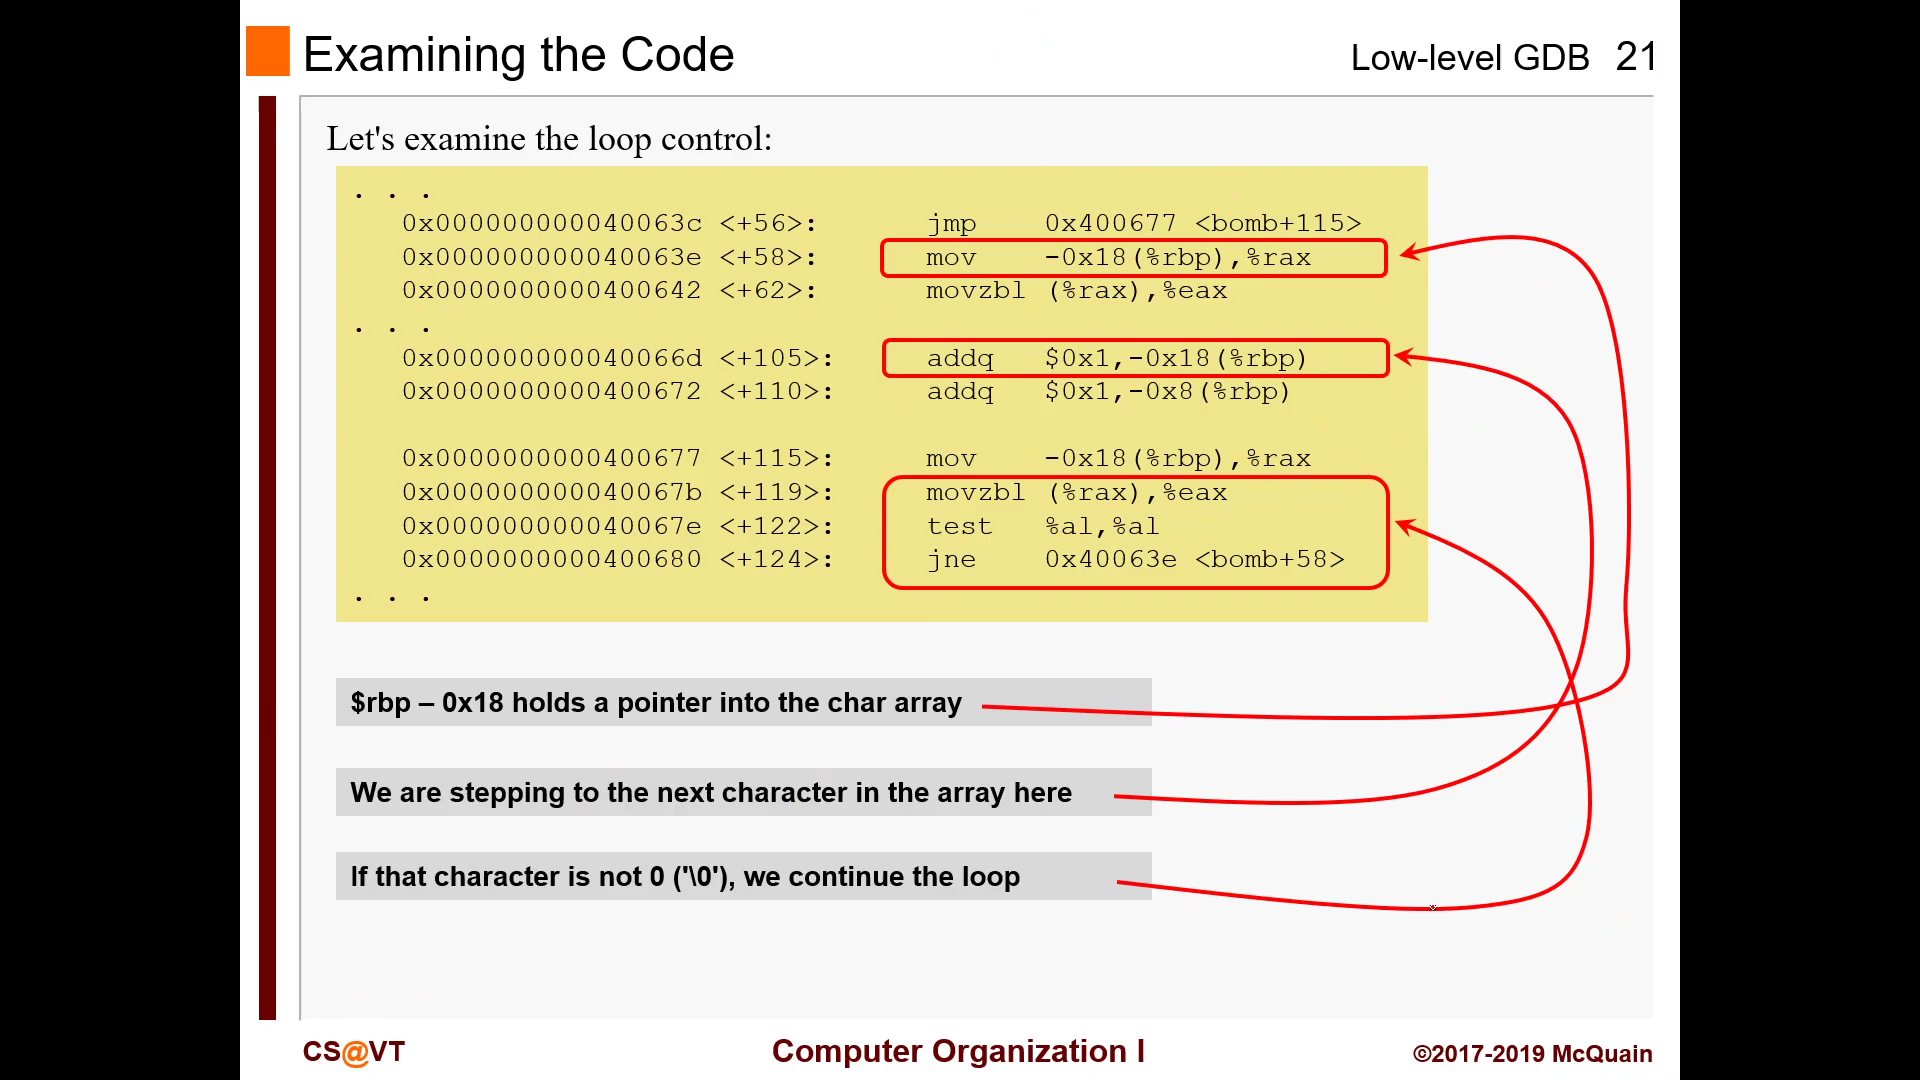 Examining the Code
Low-level GDB 21
Let's examine the loop control:
. . .
0x000000000040063c <+56>: jmp 0x400677 <bomb+115>
0x000000000040063e <+58>: mov -0x18(%rbp),%rax
0x0000000000400642 <+62>: movzbl (%rax),%eax
. . .
0x000000000040066d <+105>: addq $0x1,-0x18(%rbp)
0x0000000000400672 <+110>: addq $0x1,-0x8(%rbp)
0x0000000000400677 <+115>: mov -0x18(%rbp),%rax
0x000000000040067b <+119>: movzbl (%rax),%eax
0x000000000040067e <+122>: test %al,%al
0x0000000000400680 <+124>: jne 0x40063e <bomb+58>
. . .
$rbp – 0x18 holds a pointer into the char array
We are stepping to the next character in the array here
If that character is not 0 ('\0'), we continue the loop
CS@VT
Computer Organization I
©2017-2019 McQuain